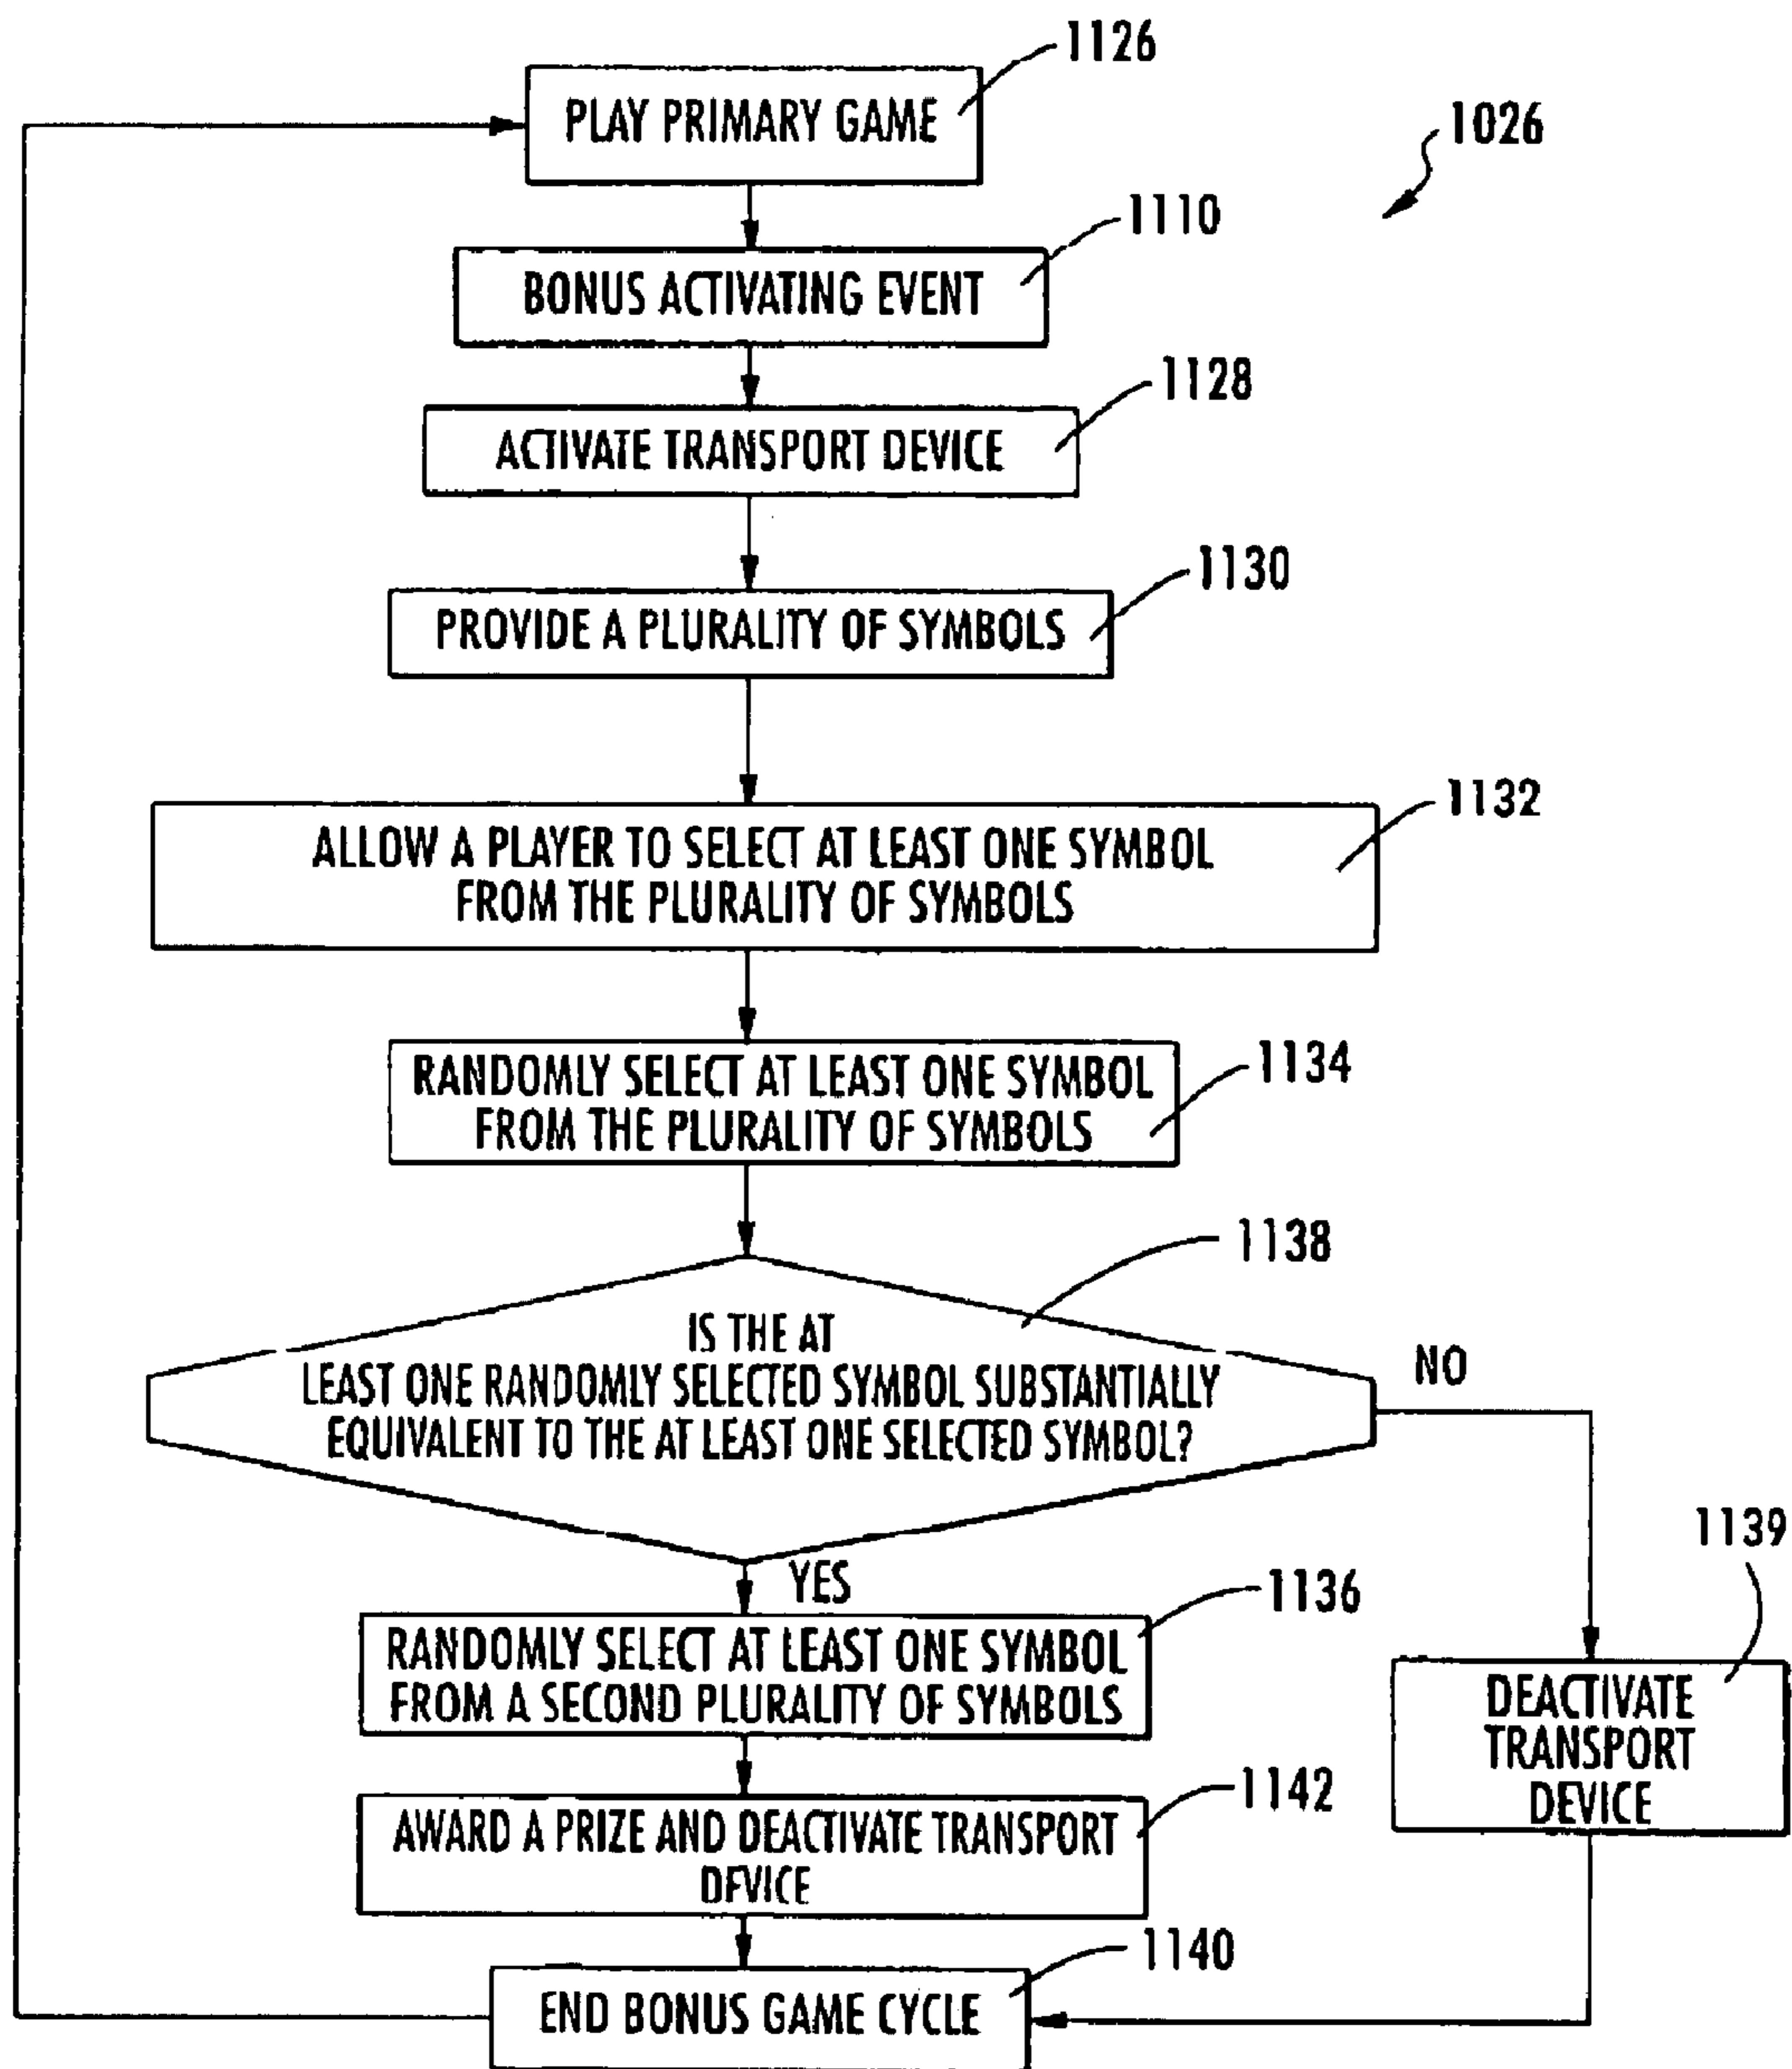 1126
PLAY PRIMARY GAME
1026
1110
BONUS ACTIVATING EVENT
1128
ACTIVATE TRANSPORT DEVICE
1130
PROVIDE A PLURALITY OF SYMBOLS
1132
ALLOW A PLAYER TO SELECT AT LEAST ONE SYMBOL
FROM THE PLURALITY OF SYMBOLS
1134
RANDOMLY SELECT AT LEAST ONE SYMBOL
FROM THE PLURALITY OF SYMBOLS
1138
IS THE AT
LEAST ONE RANDOMLY SELECTED SYMBOL SUBSTANTIALLY
EQUIVALENT TO THE AT LEAST ONE SELECTED SYMBOL?
NO
YES
1139
1136
RANDOMLY SELECT AT LEAST ONE SYMBOL
FROM A SECOND PLURALITY OF SYMBOLS
DEACTIVATE
TRANSPORT
DEVICE
1142
AWARD A PRIZE AND DEACTIVATE TRANSPORT
DEVICE
1140
END BONUS GAME CYCLE